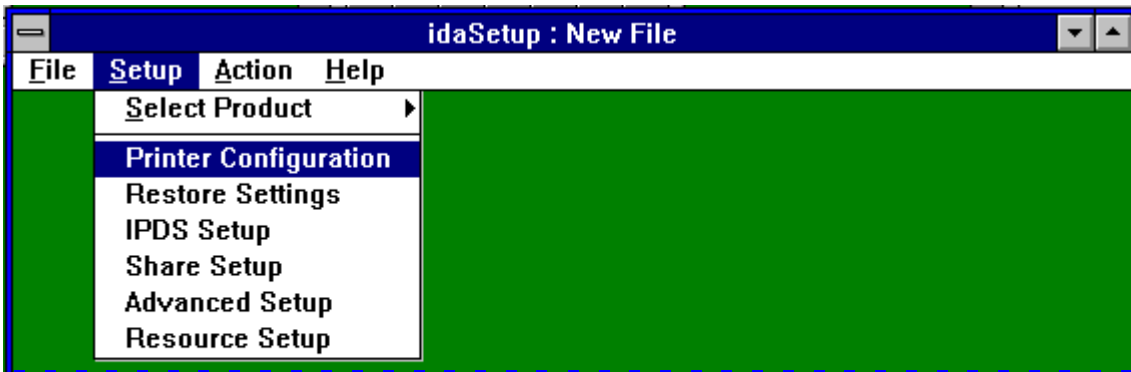 idaSetup : New File
File Setup Action Help
Select Product
Printer Configuration
Restore Settings
IPDS Setup
Share Setup
Advanced Setup
Resource Setup